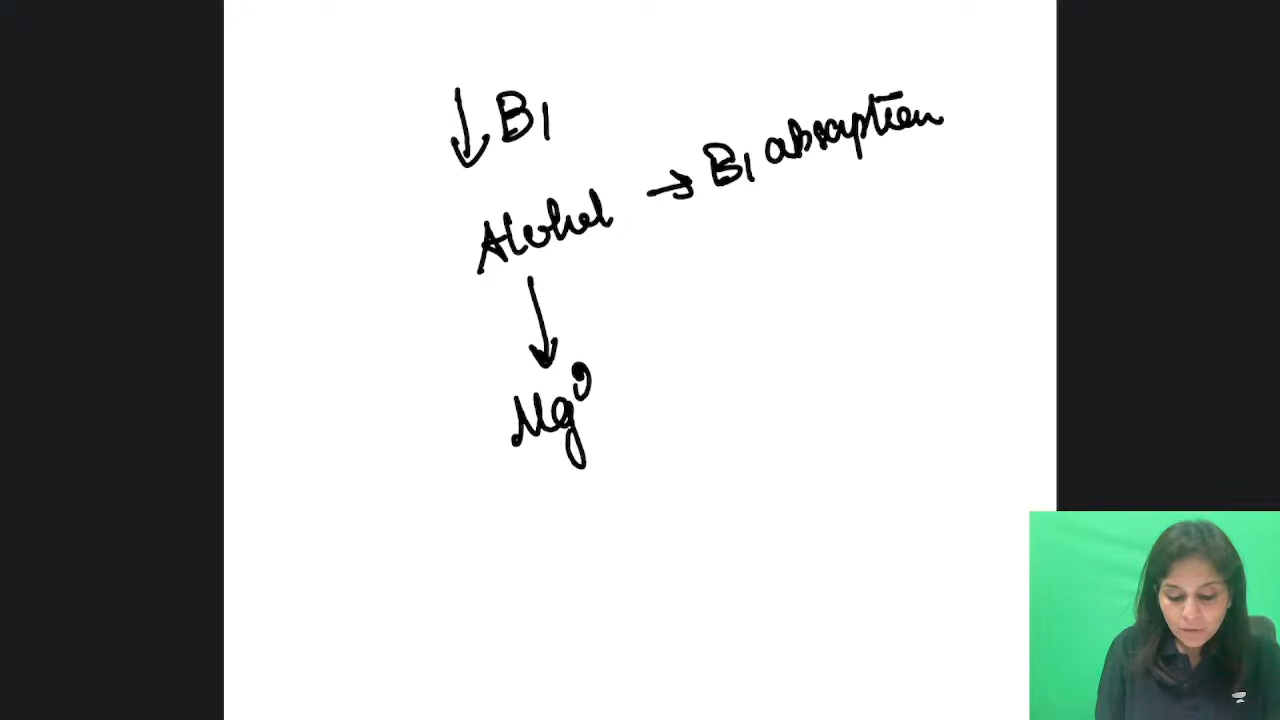 ↓ B1
Alcohol → B1 absorption
↓
Mg